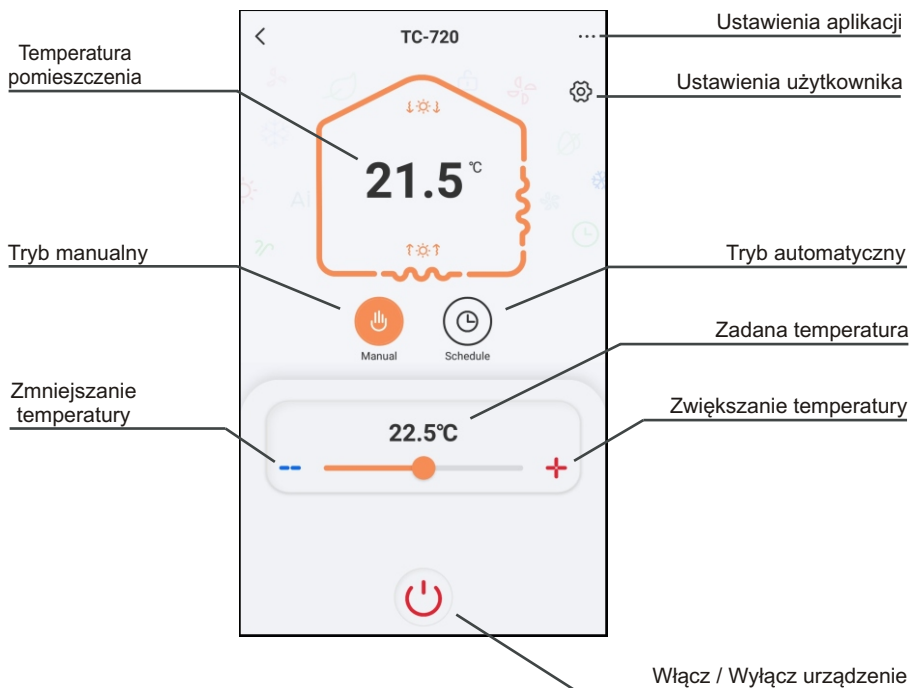 Ustawienia aplikacji
TC-720
...
Temperatura
pomieszczenia
Ustawienia użytkownika
21.5 °C
AI
Tryb manualny
Tryb automatyczny
Manual
Schedule
Zadana temperatura
Zmniejszanie
temperatury
Zwiększanie temperatury
22.5°C
Włącz / Wyłącz urządzenie